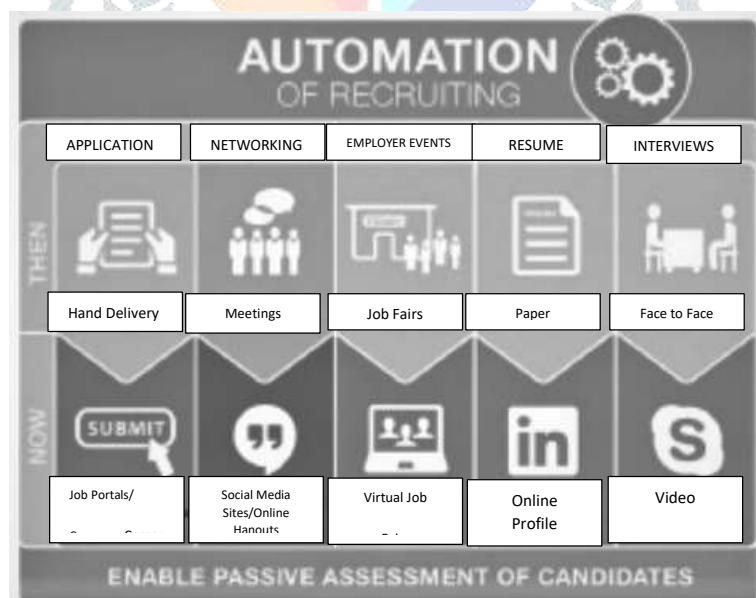 AUTOMATION
OF RECRUITING
APPLICATION
NETWORKING
EMPLOYER EVENTS
RESUME
INTERVIEWS
THEN
Hand Delivery
Meetings
Job Fairs
Paper
Face to Face
NOW
SUBMIT
in
S
Job Portals/
Social Media
Sites/Online
Hanouts
Virtual Job
Online
Profile
Video
ENABLE PASSIVE ASSESSMENT OF CANDIDATES